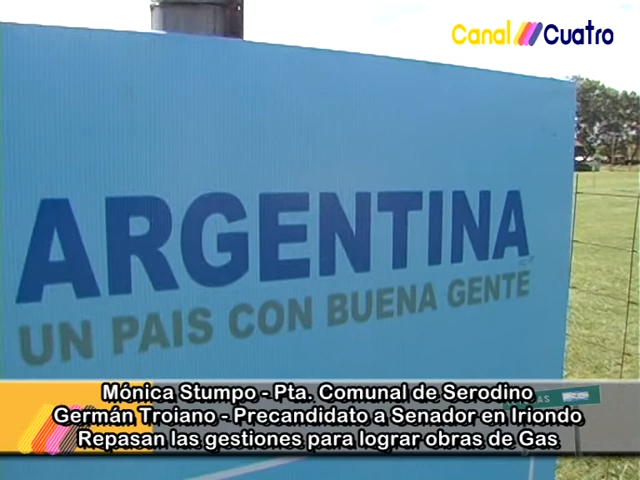 Canal Cuatro
ARGENTINA
UN PAIS CON BUENA GENTE
Mónica Stumpo - Pta. Comunal de Serodino
Germán Troiano - Precandidato a Senador en Iriondo
Repasan las gestiones para lograr obras de Gas